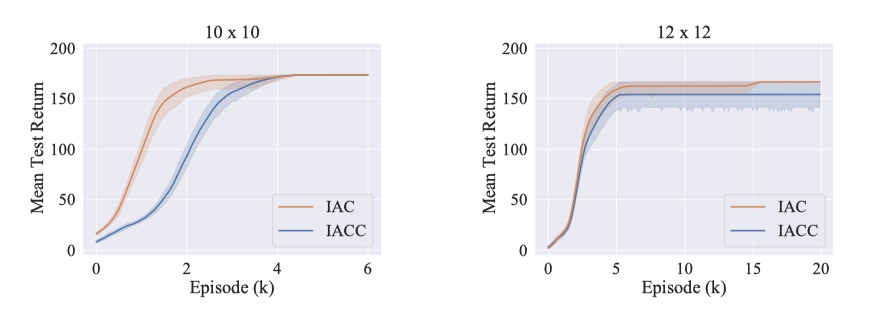 10 x 10
200
150
100
50
0
Mean Test Return
IAC
IACC
0 2 4 6
Episode (k)
12 x 12
200
150
100
50
0
Mean Test Return
IAC
IACC
0 5 10 15 20
Episode (k)